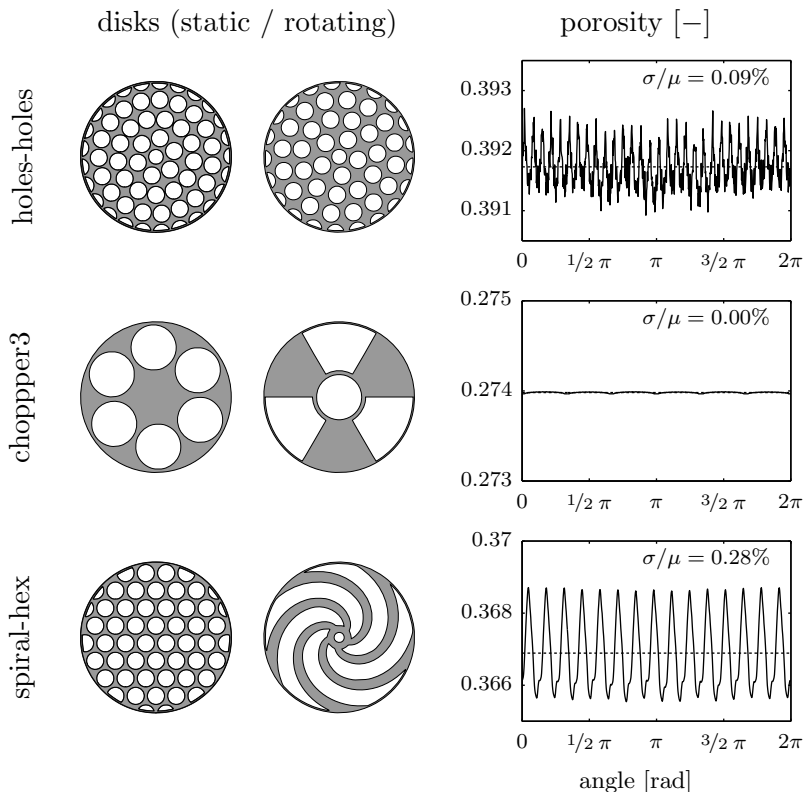 disks (static / rotating)
porosity [−]
holes-holes
0.393
0.392
0.391
σ/μ = 0.09%
0 1/2 π π 3/2 π 2π
choppper3
0.275
0.274
0.273
σ/μ = 0.00%
0 1/2 π π 3/2 π 2π
spiral-hex
0.37
0.368
0.366
σ/μ = 0.28%
0 1/2 π π 3/2 π 2π
angle [rad]